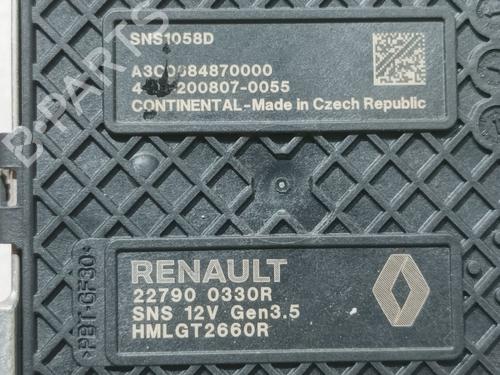 SNS1058D
A3C0684870000
200807-0055
CONTINENTAL-Made in Czech Republic
B-PARTS
>PBT-GF30<
RENAULT
22790 0330R
SNS 12V Gen3.5
HMLGT2660R